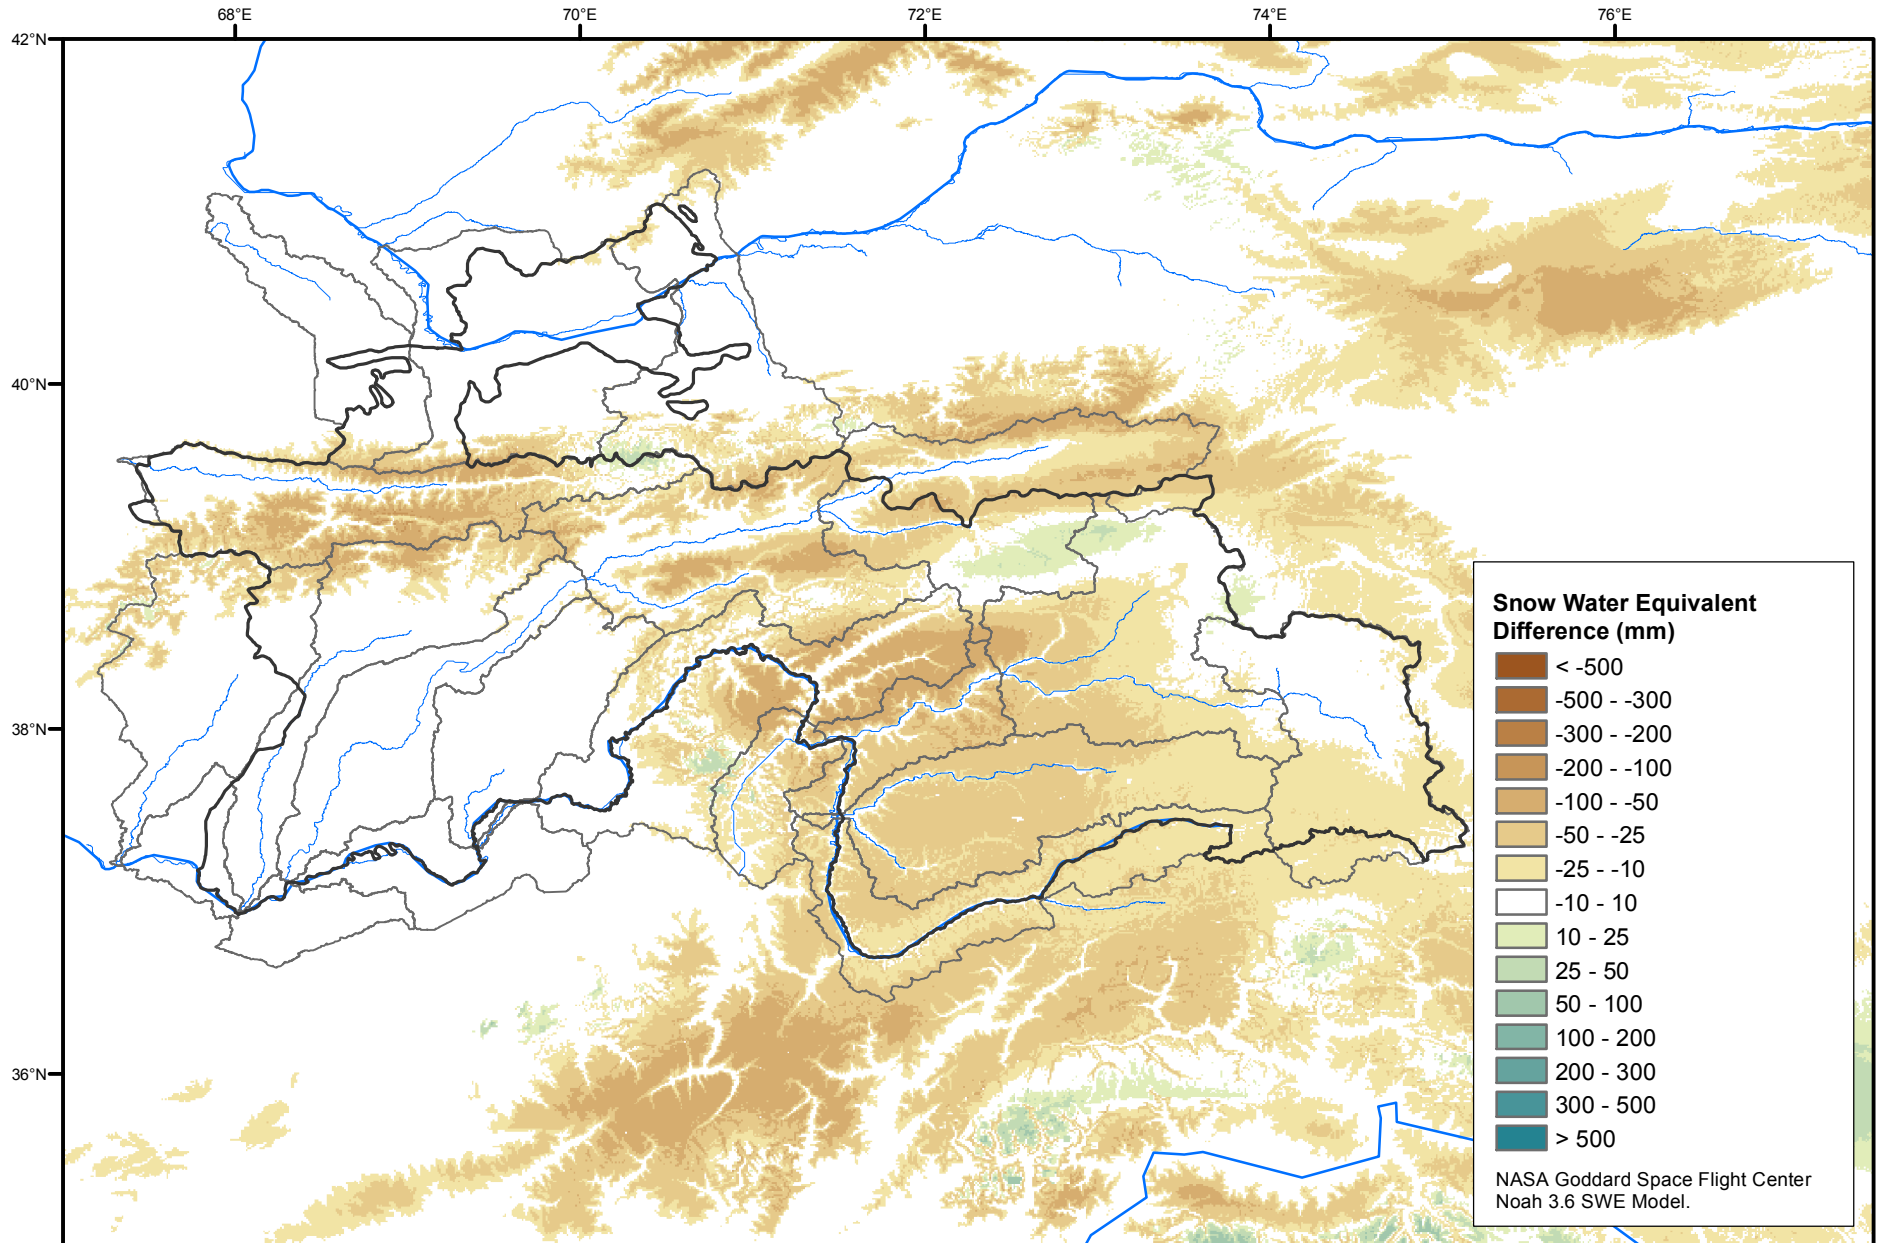 68°E
70°E
72°E
74°E
76°E
42°N
40°N
38°N
36°N
Snow Water Equivalent
Difference (mm)
< -500
-500 - -300
-300 - -200
-200 - -100
-100 - -50
-50 - -25
-25 - -10
-10 - 10
10 - 25
25 - 50
50 - 100
100 - 200
200 - 300
300 - 500
> 500
NASA Goddard Space Flight Center
Noah 3.6 SWE Model.